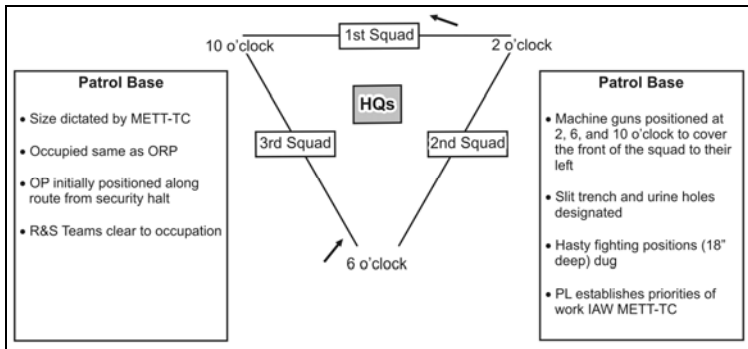 1st Squad
10 o'clock
2 o'clock
Patrol Base
• Size dictated by METT-TC
• Occupied same as ORP
• OP initially positioned along
route from security halt
• R&S Teams clear to occupation
HQs
3rd Squad
2nd Squad
6 o'clock
Patrol Base
• Machine guns positioned at
2, 6, and 10 o'clock to cover
the front of the squad to their
left
• Slit trench and urine holes
designated
• Hasty fighting positions (18"
deep) dug
• PL establishes priorities of
work IAW METT-TC